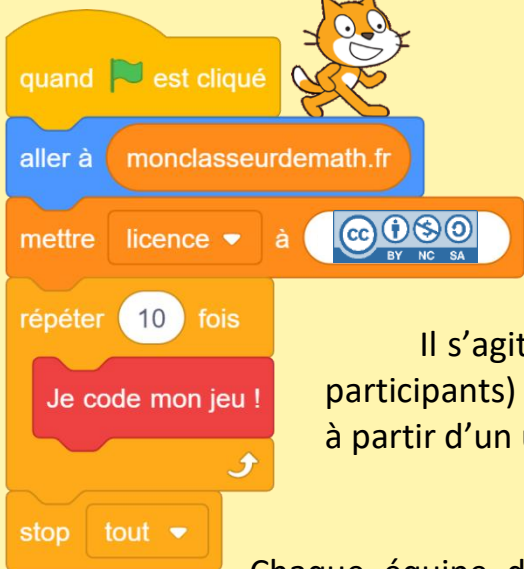 quand est cliqué
aller à monclasseurdemath.fr
mettre licence à cc BY NC SA
répéter 10 fois
Je code mon jeu !
Il s’agit
participants)
à partir d’un
stop tout
Chaque équipe d